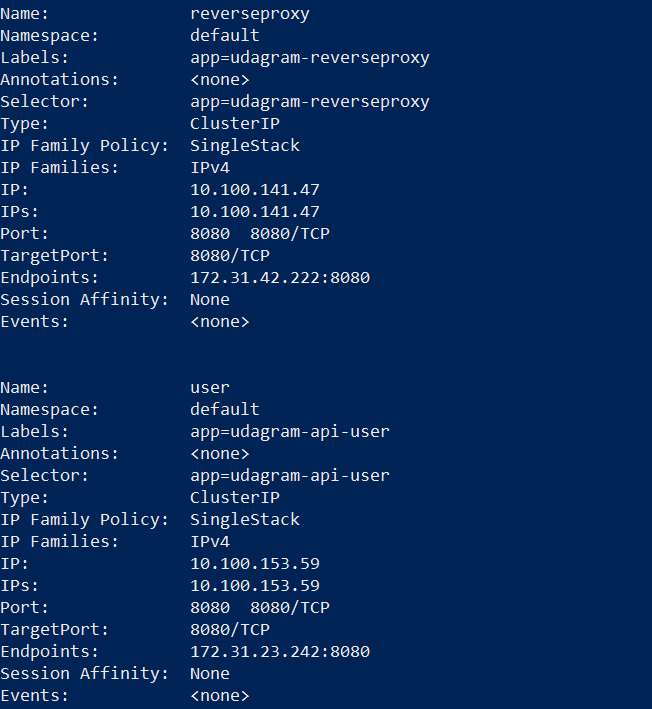 Name:              reverseproxy
Namespace:         default
Labels:            app=udagram-reverseproxy
Annotations:       <none>
Selector:          app=udagram-reverseproxy
Type:              ClusterIP
IP Family Policy:  SingleStack
IP Families:       IPv4
IP:                10.100.141.47
IPs:               10.100.141.47
Port:              8080  8080/TCP
TargetPort:        8080/TCP
Endpoints:         172.31.42.222:8080
Session Affinity:  None
Events:            <none>

Name:              user
Namespace:         default
Labels:            app=udagram-api-user
Annotations:       <none>
Selector:          app=udagram-api-user
Type:              ClusterIP
IP Family Policy:  SingleStack
IP Families:       IPv4
IP:                10.100.153.59
IPs:               10.100.153.59
Port:              8080  8080/TCP
TargetPort:        8080/TCP
Endpoints:         172.31.23.242:8080
Session Affinity:  None
Events:            <none>